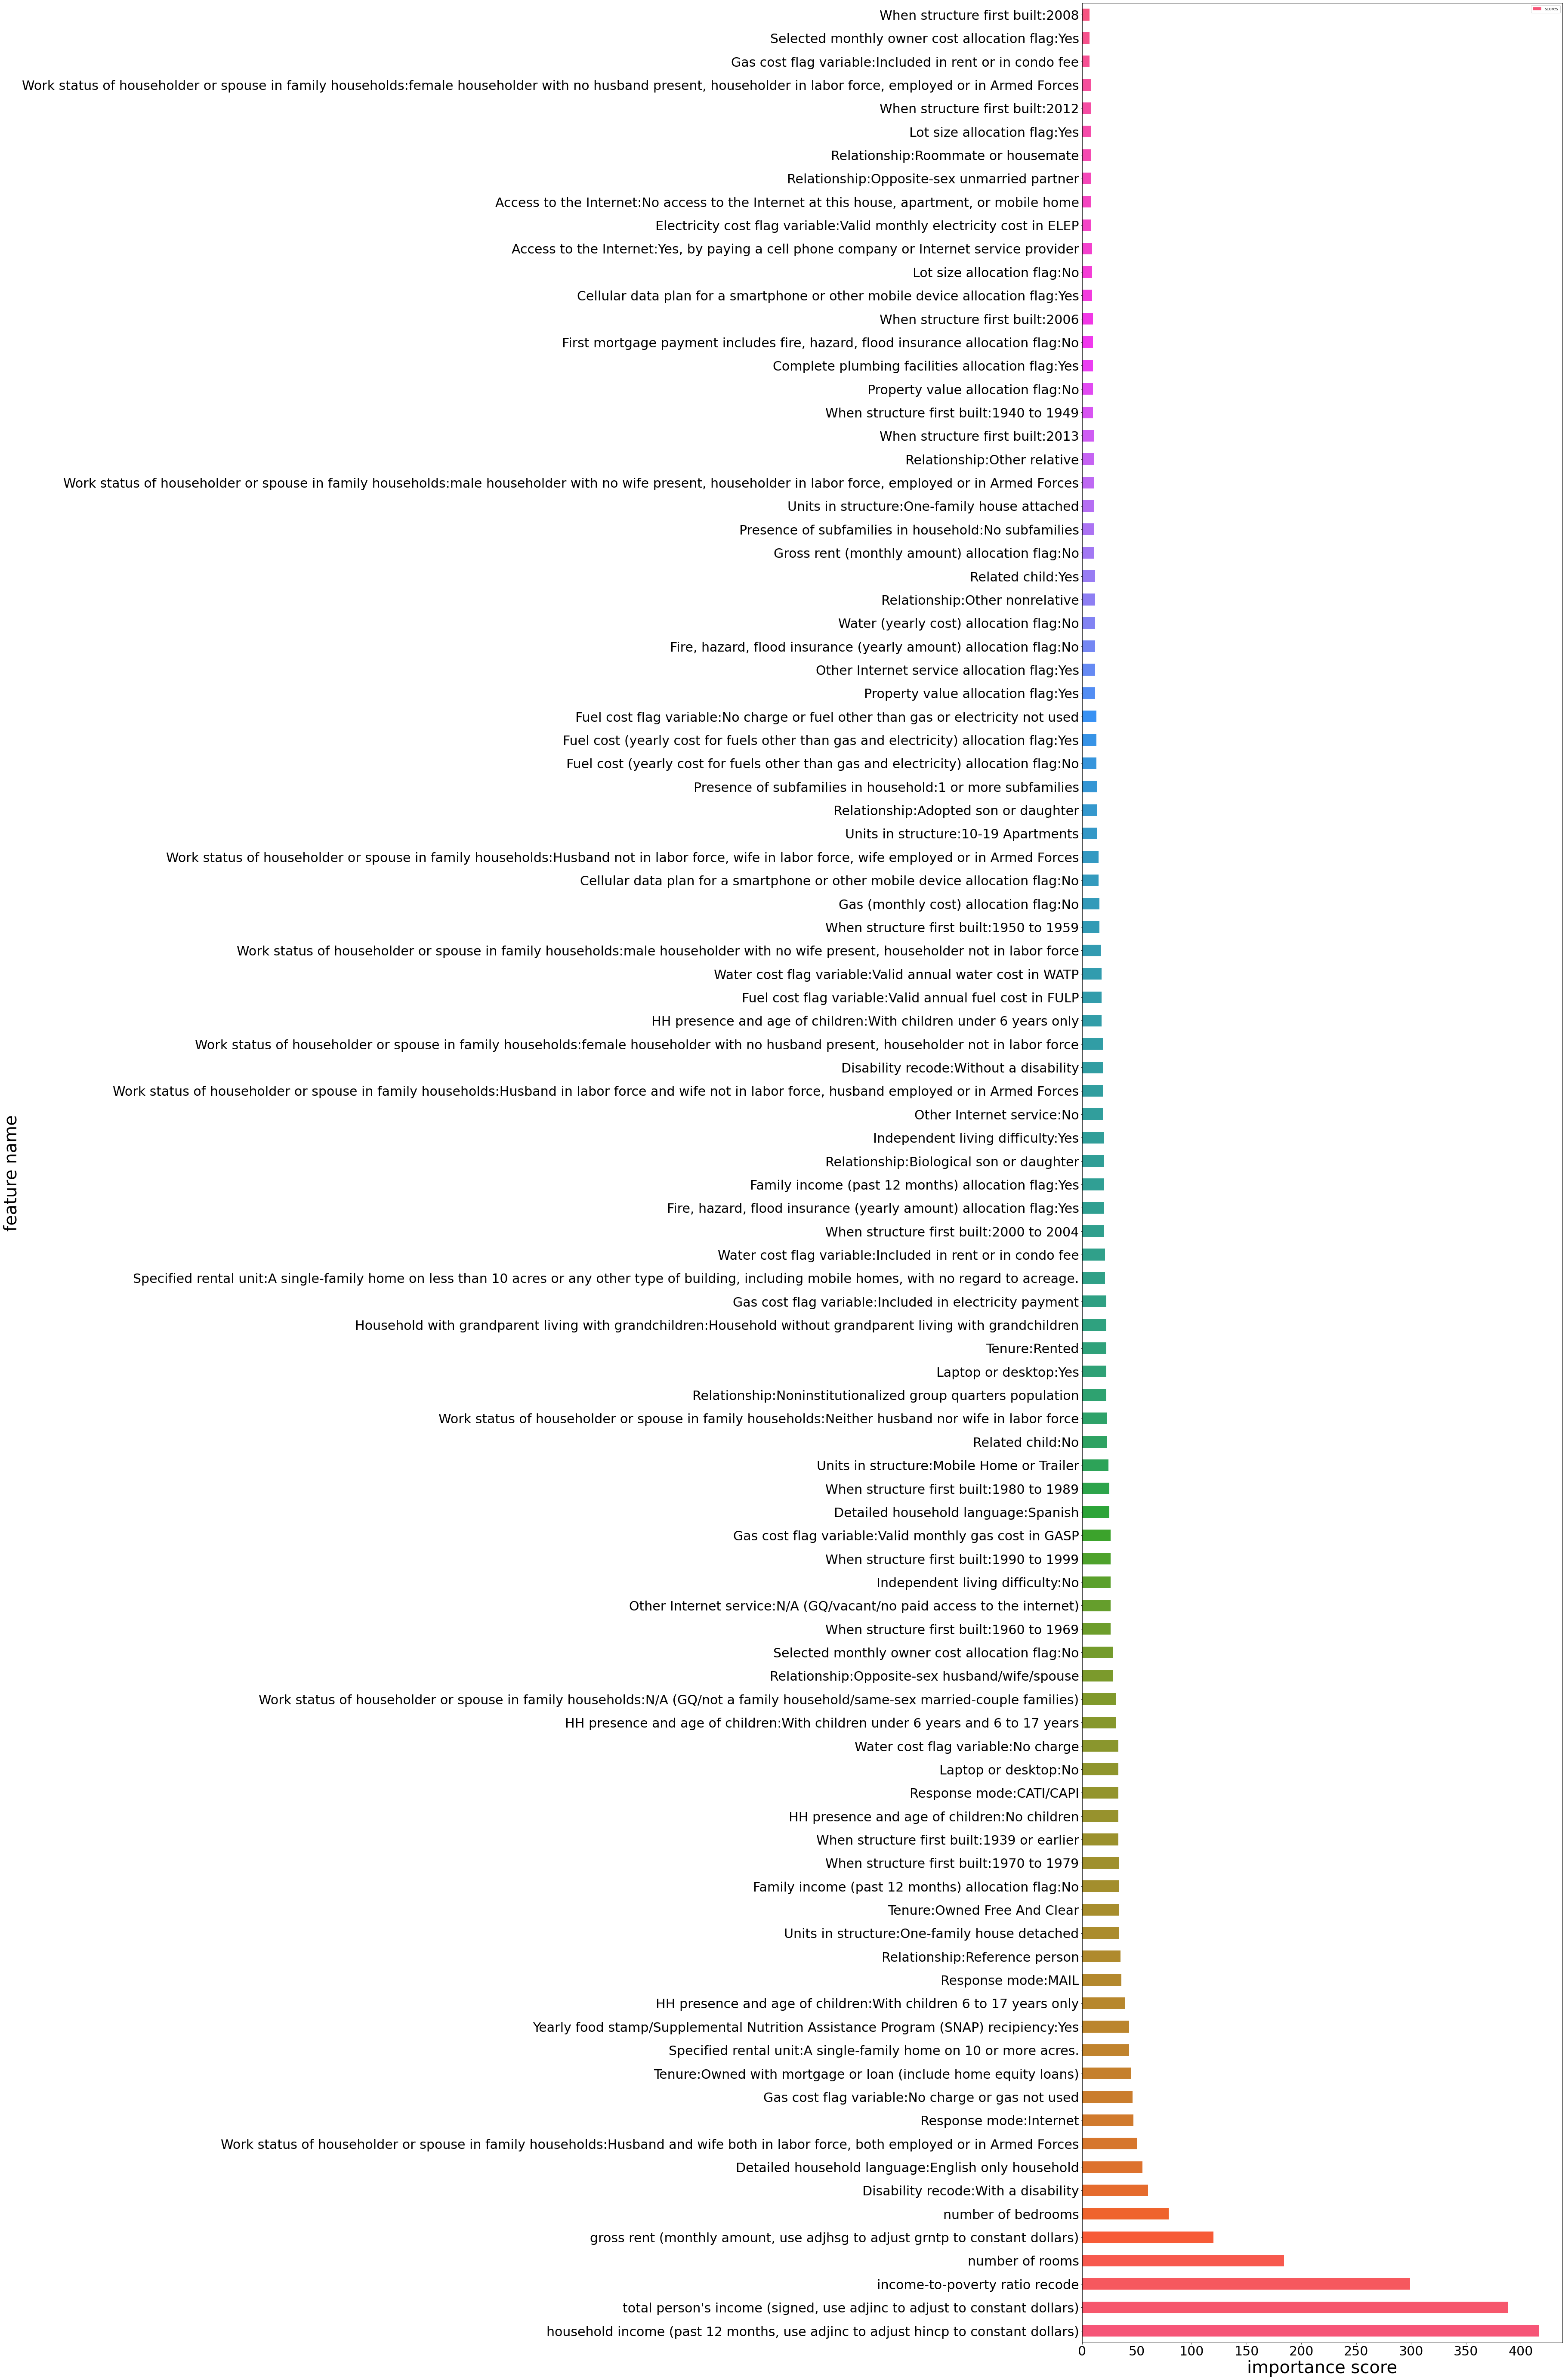 scores
When structure first built:2008
Selected monthly owner cost allocation flag:Yes
Gas cost flag variable:Included in rent or in condo fee
Work status of householder or spouse in family households:female householder with no husband present, householder in labor force, employed or in Armed Forces
When structure first built:2012
Lot size allocation flag:Yes
Relationship:Roommate or housemate
Relationship:Opposite-sex unmarried partner
Access to the Internet:No access to the Internet at this house, apartment, or mobile home
Electricity cost flag variable:Valid monthly electricity cost in ELEP
Access to the Internet:Yes, by paying a cell phone company or Internet service provider
Lot size allocation flag:No
Cellular data plan for a smartphone or other mobile device allocation flag:Yes
When structure first built:2006
First mortgage payment includes fire, hazard, flood insurance allocation flag:No
Complete plumbing facilities allocation flag:Yes
Property value allocation flag:No
When structure first built:1940 to 1949
When structure first built:2013
Relationship:Other relative
Work status of householder or spouse in family households:male householder with no wife present, householder in labor force, employed or in Armed Forces
Units in structure:One-family house attached
Presence of subfamilies in household:No subfamilies
Gross rent (monthly amount) allocation flag:No
Related child:Yes
Relationship:Other nonrelative
Water (yearly cost) allocation flag:No
Fire, hazard, flood insurance (yearly amount) allocation flag:No
Other Internet service allocation flag:Yes
Property value allocation flag:Yes
Fuel cost flag variable:No charge or fuel other than gas or electricity not used
Fuel cost (yearly cost for fuels other than gas and electricity) allocation flag:Yes
Fuel cost (yearly cost for fuels other than gas and electricity) allocation flag:No
Presence of subfamilies in household:1 or more subfamilies
Relationship:Adopted son or daughter
Units in structure:10-19 Apartments
Work status of householder or spouse in family households:Husband not in labor force, wife in labor force, wife employed or in Armed Forces
Cellular data plan for a smartphone or other mobile device allocation flag:No
Gas (monthly cost) allocation flag:No
When structure first built:1950 to 1959
Work status of householder or spouse in family households:male householder with no wife present, householder not in labor force
Water cost flag variable:Valid annual water cost in WATP
Fuel cost flag variable:Valid annual fuel cost in FULP
HH presence and age of children:With children under 6 years only
Work status of householder or spouse in family households:female householder with no husband present, householder not in labor force
Disability recode:Without a disability
Work status of householder or spouse in family households:Husband in labor force and wife not in labor force, husband employed or in Armed Forces
Other Internet service:No
Independent living difficulty:Yes
Relationship:Biological son or daughter
Family income (past 12 months) allocation flag:Yes
Fire, hazard, flood insurance (yearly amount) allocation flag:Yes
When structure first built:2000 to 2004
Water cost flag variable:Included in rent or in condo fee
Specified rental unit:A single-family home on less than 10 acres or any other type of building, including mobile homes, with no regard to acreage.
Gas cost flag variable:Included in electricity payment
Household with grandparent living with grandchildren:Household without grandparent living with grandchildren
Tenure:Rented
Laptop or desktop:Yes
Relationship:Noninstitutionalized group quarters population
Work status of householder or spouse in family households:Neither husband nor wife in labor force
Related child:No
Units in structure:Mobile Home or Trailer
When structure first built:1980 to 1989
Detailed household language:Spanish
Gas cost flag variable:Valid monthly gas cost in GASP
When structure first built:1990 to 1999
Independent living difficulty:No
Other Internet service:N/A (GQ/vacant/no paid access to the internet)
When structure first built:1960 to 1969
Selected monthly owner cost allocation flag:No
Relationship:Opposite-sex husband/wife/spouse
Work status of householder or spouse in family households:N/A (GQ/not a family household/same-sex married-couple families)
HH presence and age of children:With children under 6 years and 6 to 17 years
Water cost flag variable:No charge
Laptop or desktop:No
Response mode:CATI/CAPI
HH presence and age of children:No children
When structure first built:1939 or earlier
When structure first built:1970 to 1979
Family income (past 12 months) allocation flag:No
Tenure:Owned Free And Clear
Units in structure:One-family house detached
Relationship:Reference person
Response mode:MAIL
HH presence and age of children:With children 6 to 17 years only
Yearly food stamp/Supplemental Nutrition Assistance Program (SNAP) recipiency:Yes
Specified rental unit:A single-family home on 10 or more acres.
Tenure:Owned with mortgage or loan (include home equity loans)
Gas cost flag variable:No charge or gas not used
Response mode:Internet
Work status of householder or spouse in family households:Husband and wife both in labor force, both employed or in Armed Forces
Detailed household language:English only household
Disability recode:With a disability
number of bedrooms
gross rent (monthly amount, use adjhsg to adjust grntp to constant dollars)
number of rooms
income-to-poverty ratio recode
total person's income (signed, use adjinc to adjust to constant dollars)
household income (past 12 months, use adjinc to adjust hincp to constant dollars)
feature name
0 50 100 150 200 250 300 350 400
importance score